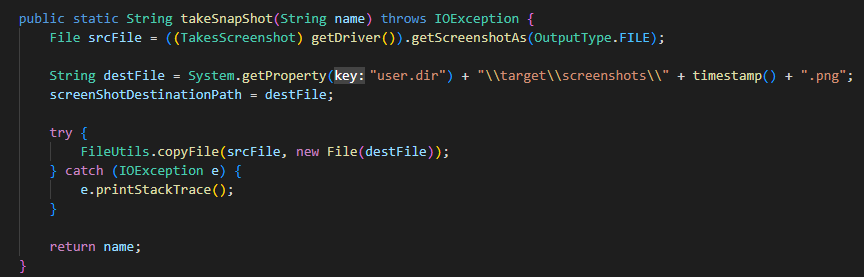 public static String takeSnapShot(String name) throws IOException {
File srcFile = ((TakesScreenshot) getDriver()).getScreenshotAs(OutputType.FILE);
String destFile = System.getProperty(key: "user.dir") + "\\target\\screenshots\\" + timestamp() + ".png";
screenShotDestinationPath = destFile;
try {
FileUtils.copyFile(srcFile, new File(destFile));
} catch (IOException e) {
e.printStackTrace();
}
return name;
}